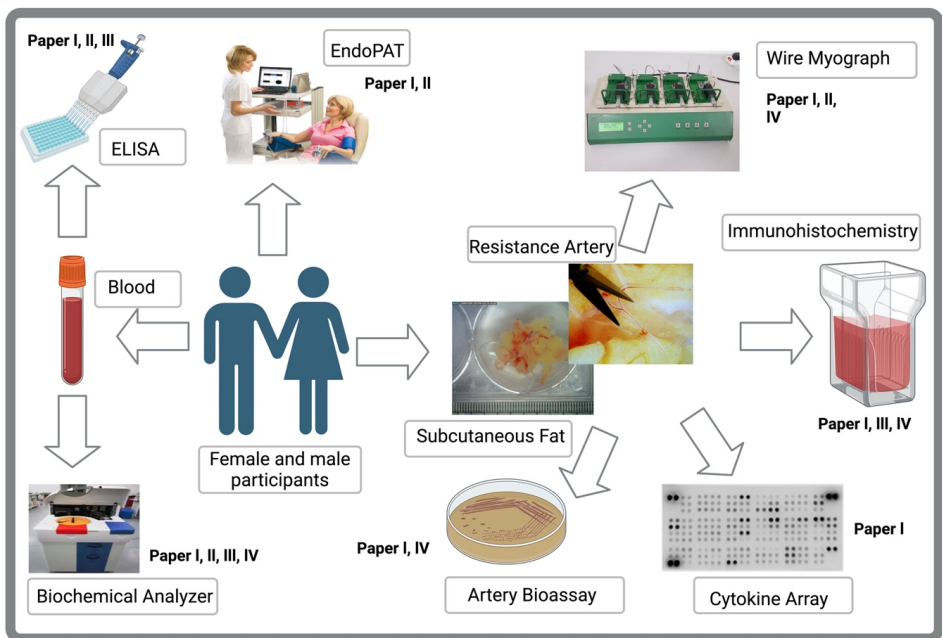 Paper I, II, III
ELISA
EndoPAT
Paper I, II
Wire Myograph
Paper I, II,
IV
Blood
Resistance Artery
Immunohistochemistry
Paper I, III, IV
Subcutaneous Fat
Female and male
participants
Paper I, II, III, IV
Biochemical Analyzer
Paper I, IV
Artery Bioassay
Paper I
Cytokine Array